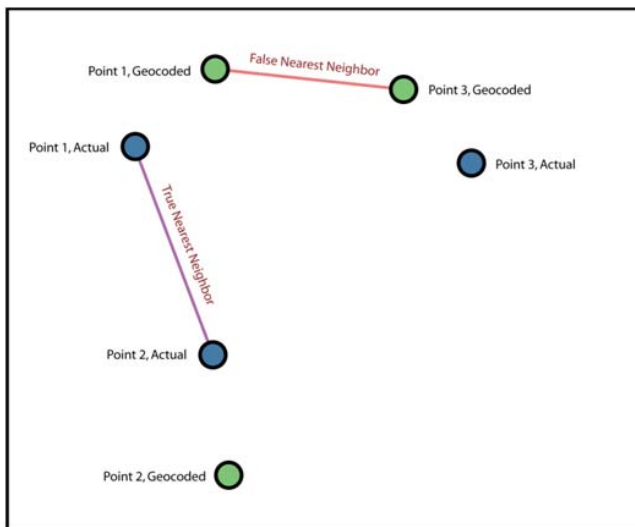 False Nearest Neighbor
Point 1, Geocoded
Point 3, Geocoded
Point 1, Actual
Point 3, Actual
True Nearest Neighbor
Point 2, Actual
Point 2, Geocoded